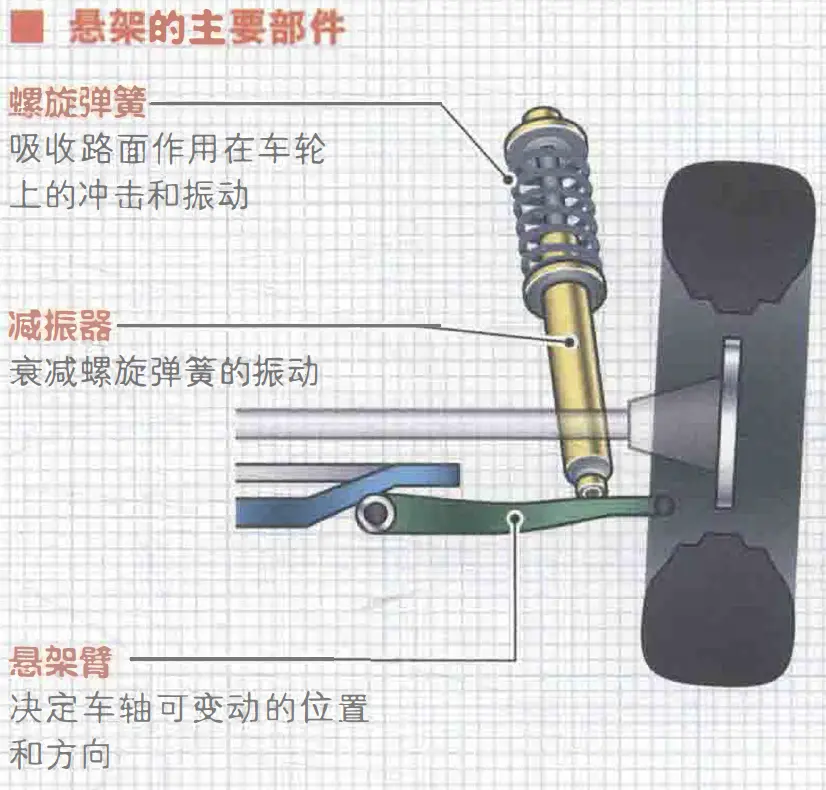 悬架的主要部件
螺旋弹簧
吸收路面作用在车轮
上的冲击和振动
减振器
衰减螺旋弹簧的振动
悬架臂
决定车轴可变动的位置
和方向